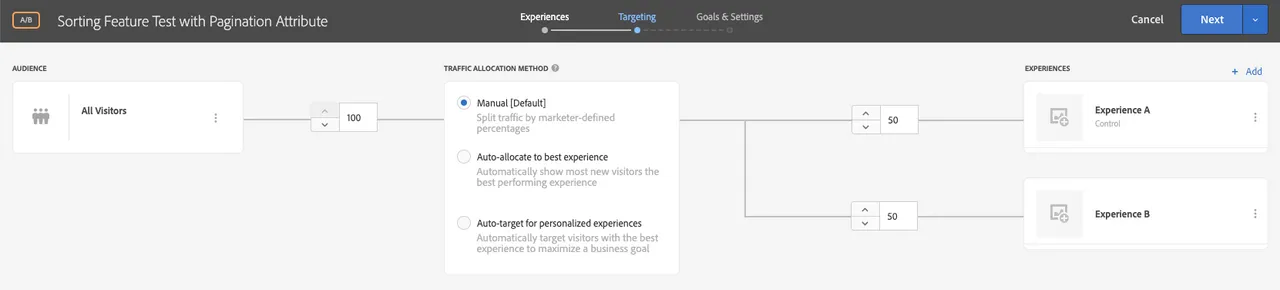 A/B
Sorting Feature Test with Pagination Attribute
Experiences
Targeting
Goals & Settings
Cancel
Next
AUDIENCE
TRAFFIC ALLOCATION METHOD
EXPERIENCES
+ Add
All Visitors
100
Manual [Default]
Split traffic by marketer-defined
percentages
Auto-allocate to best experience
Automatically show most new visitors the
best performing experience
Auto-target for personalized experiences
Automatically target visitors with the best
experience to maximize a business goal
50
Experience A
Control
50
Experience B